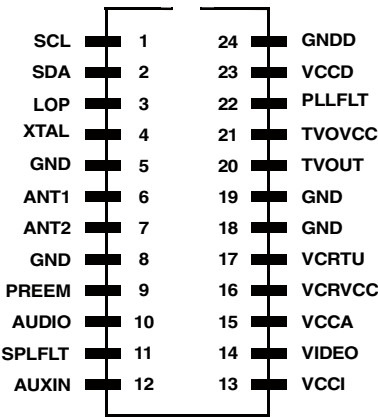 SCL 1 24 GNDD
SDA 2 23 VCCD
LOP 3 22 PLLFLT
XTAL 4 21 TVOVCC
GND 5 20 TVOUT
ANT1 6 19 GND
ANT2 7 18 GND
GND 8 17 VCRTU
PREEM 9 16 VCRVCC
AUDIO 10 15 VCCA
SPLFLT 11 14 VIDEO
AUXIN 12 13 VCCI